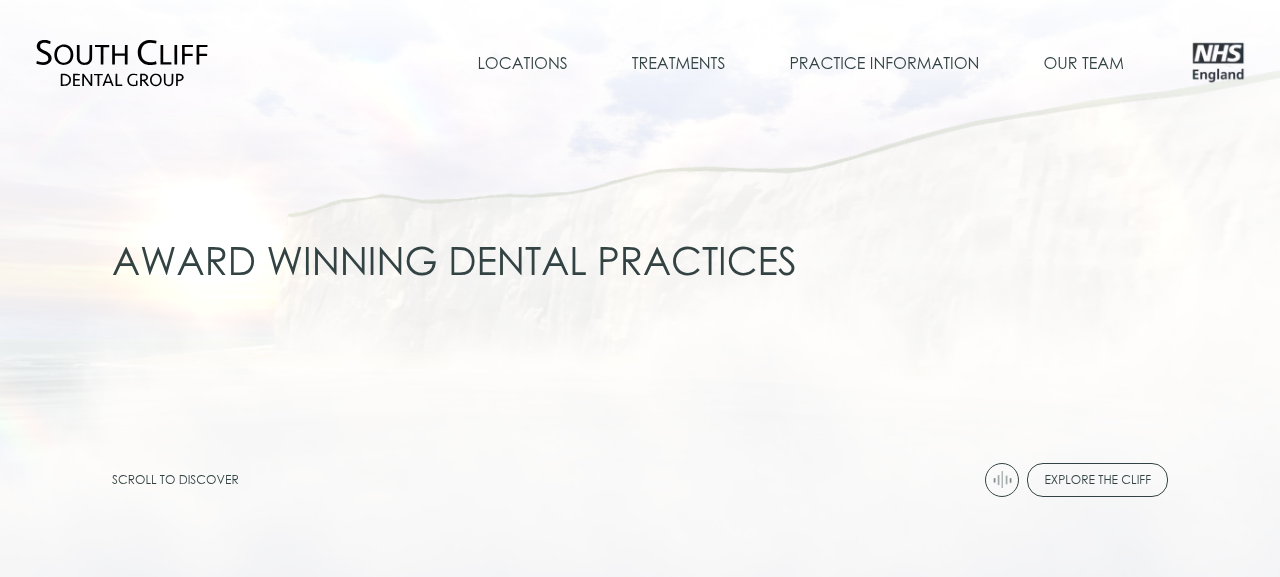 SOUTH CLIFF
DENTAL GROUP
LOCATIONS
TREATMENTS
PRACTICE INFORMATION
OUR TEAM
NHS
England
AWARD WINNING DENTAL PRACTICES
SCROLL TO DISCOVER
EXPLORE THE CLIFF